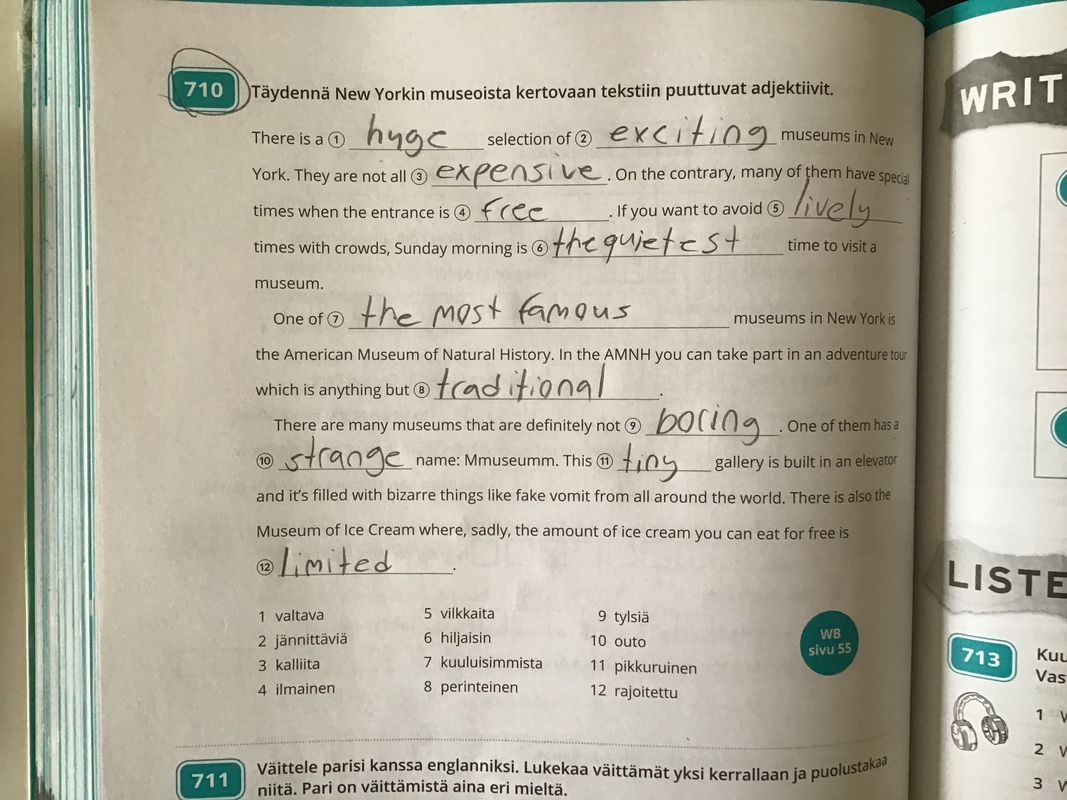 710 Täydennä New Yorkin museoista kertovaan tekstiin puuttuvat adjektiivit.
There is a ① huge selection of ② exciting museums in New
York. They are not all ③ expensive. On the contrary, many of them have special
times when the entrance is ④ free. If you want to avoid ⑤ lively
times with crowds, Sunday morning is ⑥ the quietest time to visit a
museum.
One of ⑦ the most famous museums in New York is
the American Museum of Natural History. In the AMNH you can take part in an adventure tour
which is anything but ⑧ traditional.
There are many museums that are definitely not ⑨ boring. One of them has a
⑩ strange name: Mmuseumm. This ⑪ tiny gallery is built in an elevator
and it's filled with bizarre things like fake vomit from all around the world. There is also the
Museum of Ice Cream where, sadly, the amount of ice cream you can eat for free is
⑫ limited.
1 valtava
2 jännittäviä
3 kalliita
4 ilmainen
5 vilkkaita
6 hiljaisin
7 kuuluisimmista
8 perinteinen
9 tylsiä
10 outo
11 pikkuruinen
12 rajoitettu
WB
sivu 55
711 Väittele parisi kanssa englanniksi. Lukekaa väittämät yksi kerrallaan ja puolustakaa
niitä. Pari on väittämistä aina eri mieltä.
WRIT
LISTE
713 Kuu
Vas
1
2
3